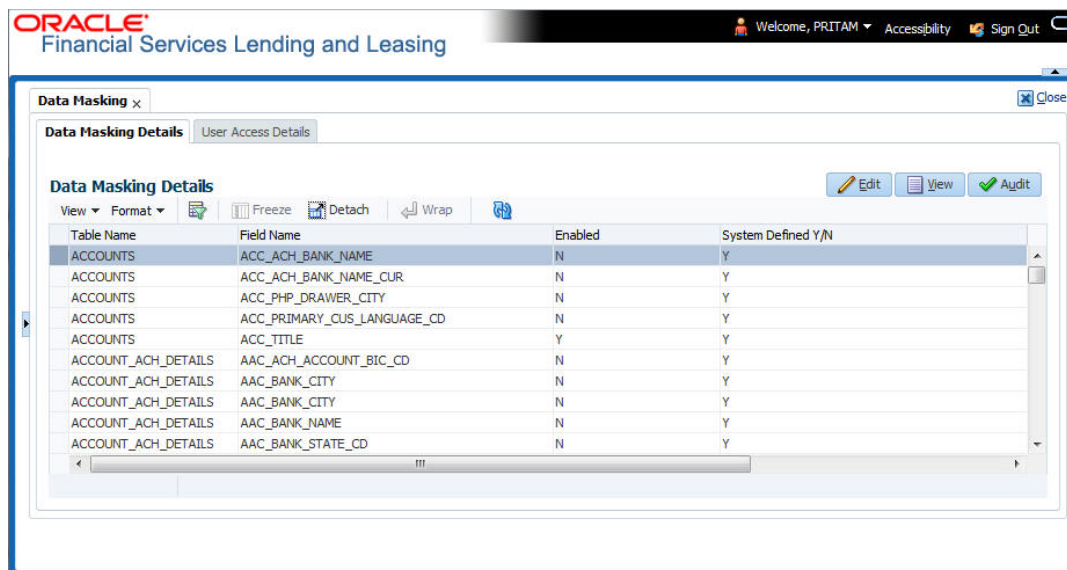 ORACLE
Financial Services Lending and Leasing
Welcome, PRITAM Accessibility Sign Out
Data Masking x
Close
Data Masking Details User Access Details
Data Masking Details
Edit View Audit
View Format Freeze Detach Wrap
Table Name Field Name Enabled System Defined Y/N
ACCOUNTS ACC_ACH_BANK_NAME N Y
ACCOUNTS ACC_ACH_BANK_NAME_CUR N Y
ACCOUNTS ACC_PHP_DRAWER_CITY N Y
ACCOUNTS ACC_PRIMARY_CUS_LANGUAGE_CD N Y
ACCOUNTS ACC_TITLE Y Y
ACCOUNT_ACH_DETAILS AAC_ACH_ACCOUNT_BIC_CD N Y
ACCOUNT_ACH_DETAILS AAC_BANK_CITY N Y
ACCOUNT_ACH_DETAILS AAC_BANK_CITY N Y
ACCOUNT_ACH_DETAILS AAC_BANK_NAME N Y
ACCOUNT_ACH_DETAILS AAC_BANK_STATE_CD N Y